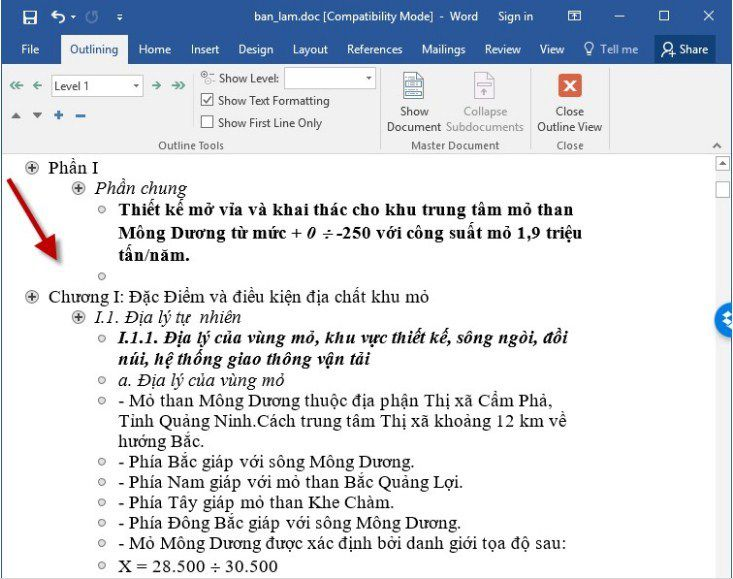 ban_lam.doc [Compatibility Mode] - Word Sign in
File Outlining Home Insert Design Layout References Mailings Review View Tell me Share
Level 1
Show Level:
Show Text Formatting
Show First Line Only
Show Document
Collapse Subdocuments
Close Outline View
Outline Tools Master Document Close
Phần I
Phần chung
Thiết kế mở vỉa và khai thác cho khu trung tâm mỏ than
Mông Dương từ mức + 0 ÷ -250 với công suất mỏ 1,9 triệu
tấn/năm.
Chương I: Đặc Điểm và điều kiện địa chất khu mỏ
I.1. Địa lý tự nhiên
I.1.1. Địa lý của vùng mỏ, khu vực thiết kế, sông ngòi, đồi
núi, hệ thống giao thông vận tải
a. Địa lý của vùng mỏ
- Mỏ than Mông Dương thuộc địa phận Thị xã Cẩm Phả,
Tỉnh Quảng Ninh.Cách trung tâm Thị xã khoảng 12 km về
hướng Bắc.
- Phía Bắc giáp với sông Mông Dương.
- Phía Nam giáp với mỏ than Bắc Quảng Lợi.
- Phía Tây giáp mỏ than Khe Chàm.
- Phía Đông Bắc giáp với sông Mông Dương.
- Mỏ Mông Dương được xác định bởi danh giới tọa độ sau:
X = 28.500 ÷ 30.500